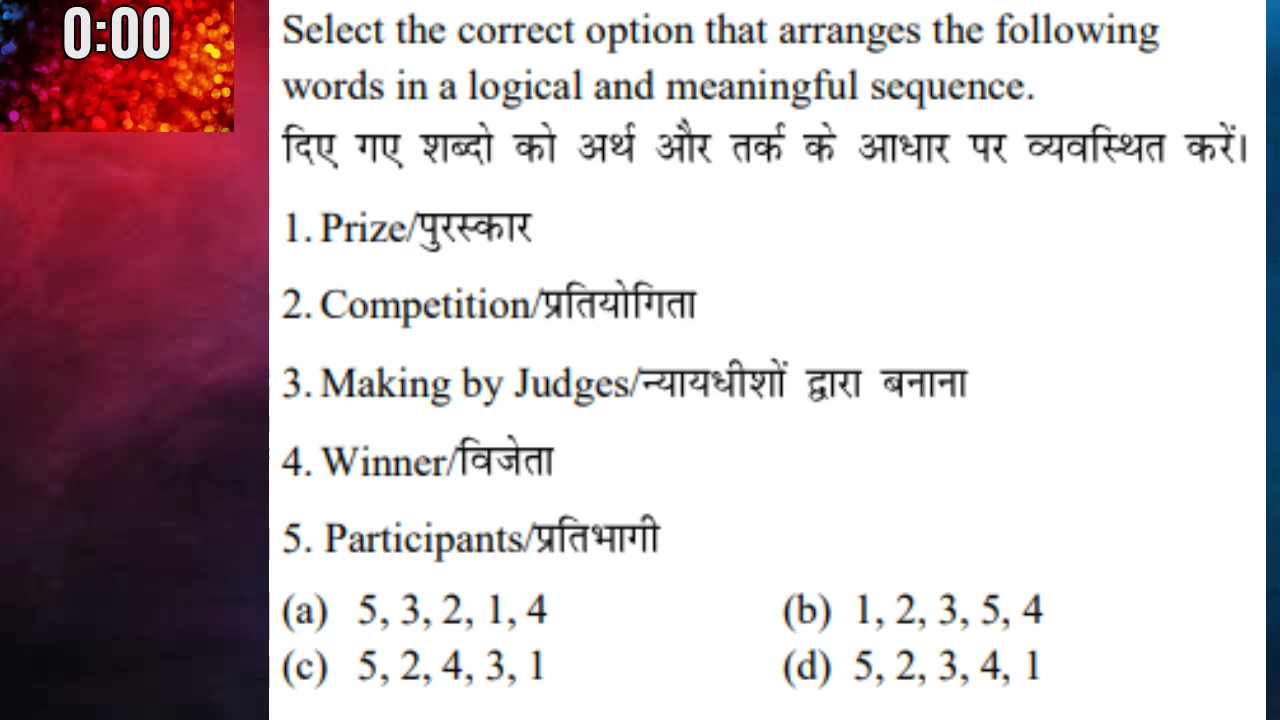 0:00
Select the correct option that arranges the following
words in a logical and meaningful sequence.
दिए गए शब्दो को अर्थ और तर्क के आधार पर व्यवस्थित करें।
1. Prize/पुरस्कार
2. Competition/प्रतियोगिता
3. Making by Judges/न्यायधीशों द्वारा बनाना
4. Winner/विजेता
5. Participants/प्रतिभागी
(a) 5, 3, 2, 1, 4 (b) 1, 2, 3, 5, 4
(c) 5, 2, 4, 3, 1 (d) 5, 2, 3, 4, 1